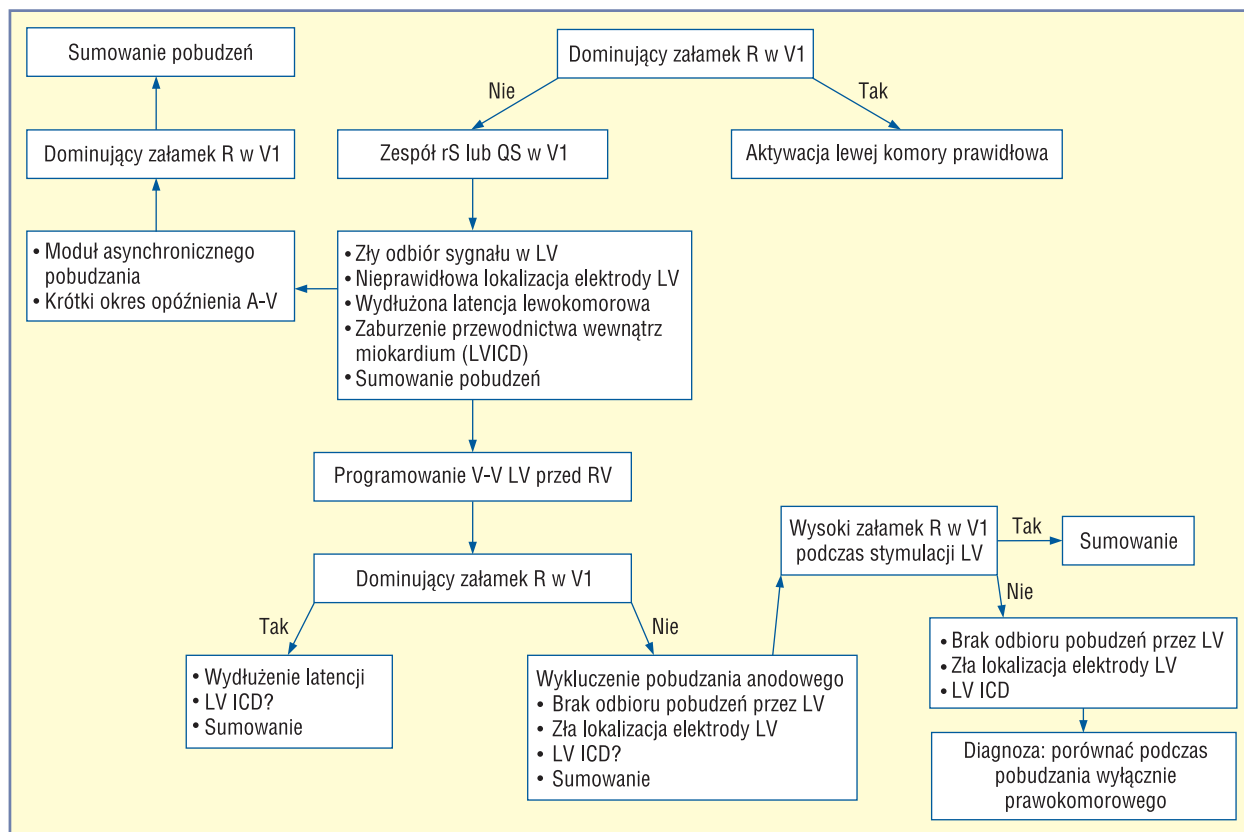 Sumowanie pobudzeń
Dominujący załamek R w V1
Nie
Tak
Dominujący załamek R w V1
Zespół rS lub QS w V1
Aktywacja lewej komory prawidłowa
• Moduł asynchronicznego
pobudzania
• Krótki okres opóźnienia A-V
• Zły odbiór sygnału w LV
• Nieprawidłowa lokalizacja elektrody LV
• Wydłużona latencja lewokomorowa
• Zaburzenie przewodnictwa wewnątrz
miokardium (LVICD)
• Sumowanie pobudzeń
Programowanie V-V LV przed RV
Dominujący załamek R w V1
Tak
Nie
• Wydłużenie latencji
• LV ICD?
• Sumowanie
Wykluczenie pobudzania anodowego
• Brak odbioru pobudzeń przez LV
• Zła lokalizacja elektrody LV
• LV ICD?
• Sumowanie
Wysoki załamek R w V1
podczas stymulacji LV
Tak
Sumowanie
Nie
• Brak odbioru pobudzeń przez LV
• Zła lokalizacja elektrody LV
• LV ICD
Diagnoza: porównać podczas
pobudzania wyłącznie
prawokomorowego